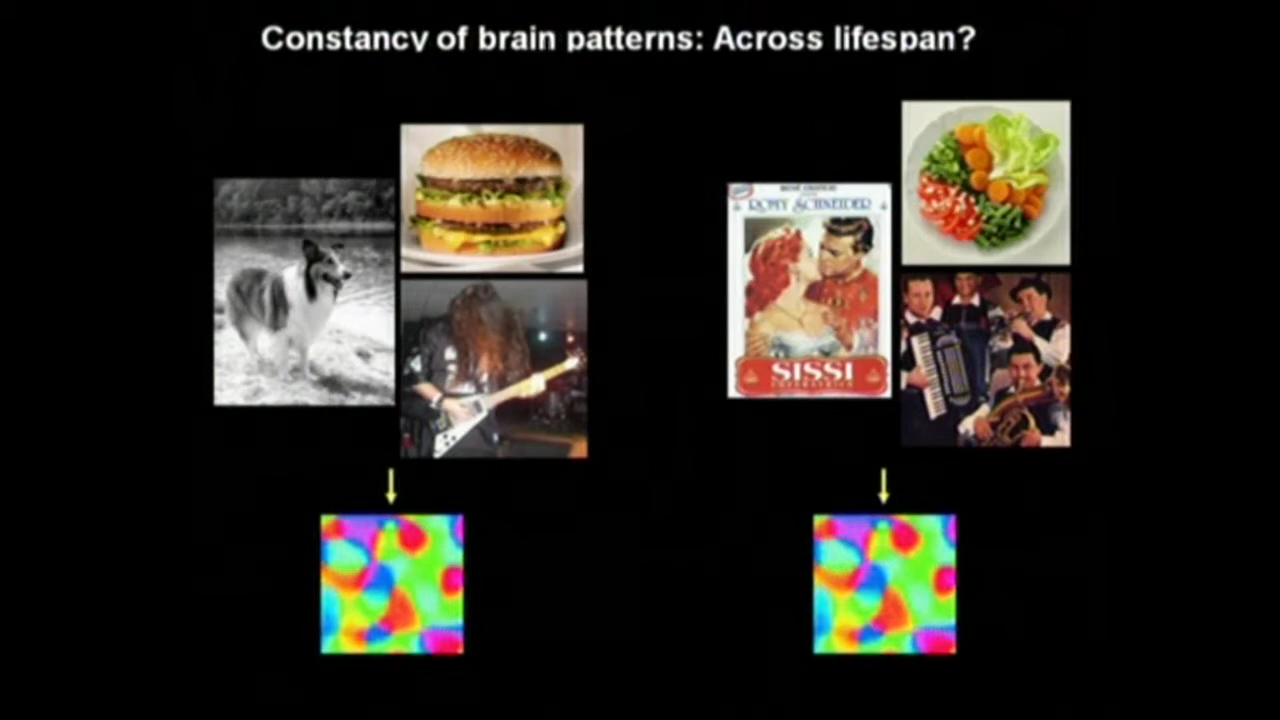 Constancy of brain patterns: Across lifespan?
ROMY SCHNEIDER
SISSI